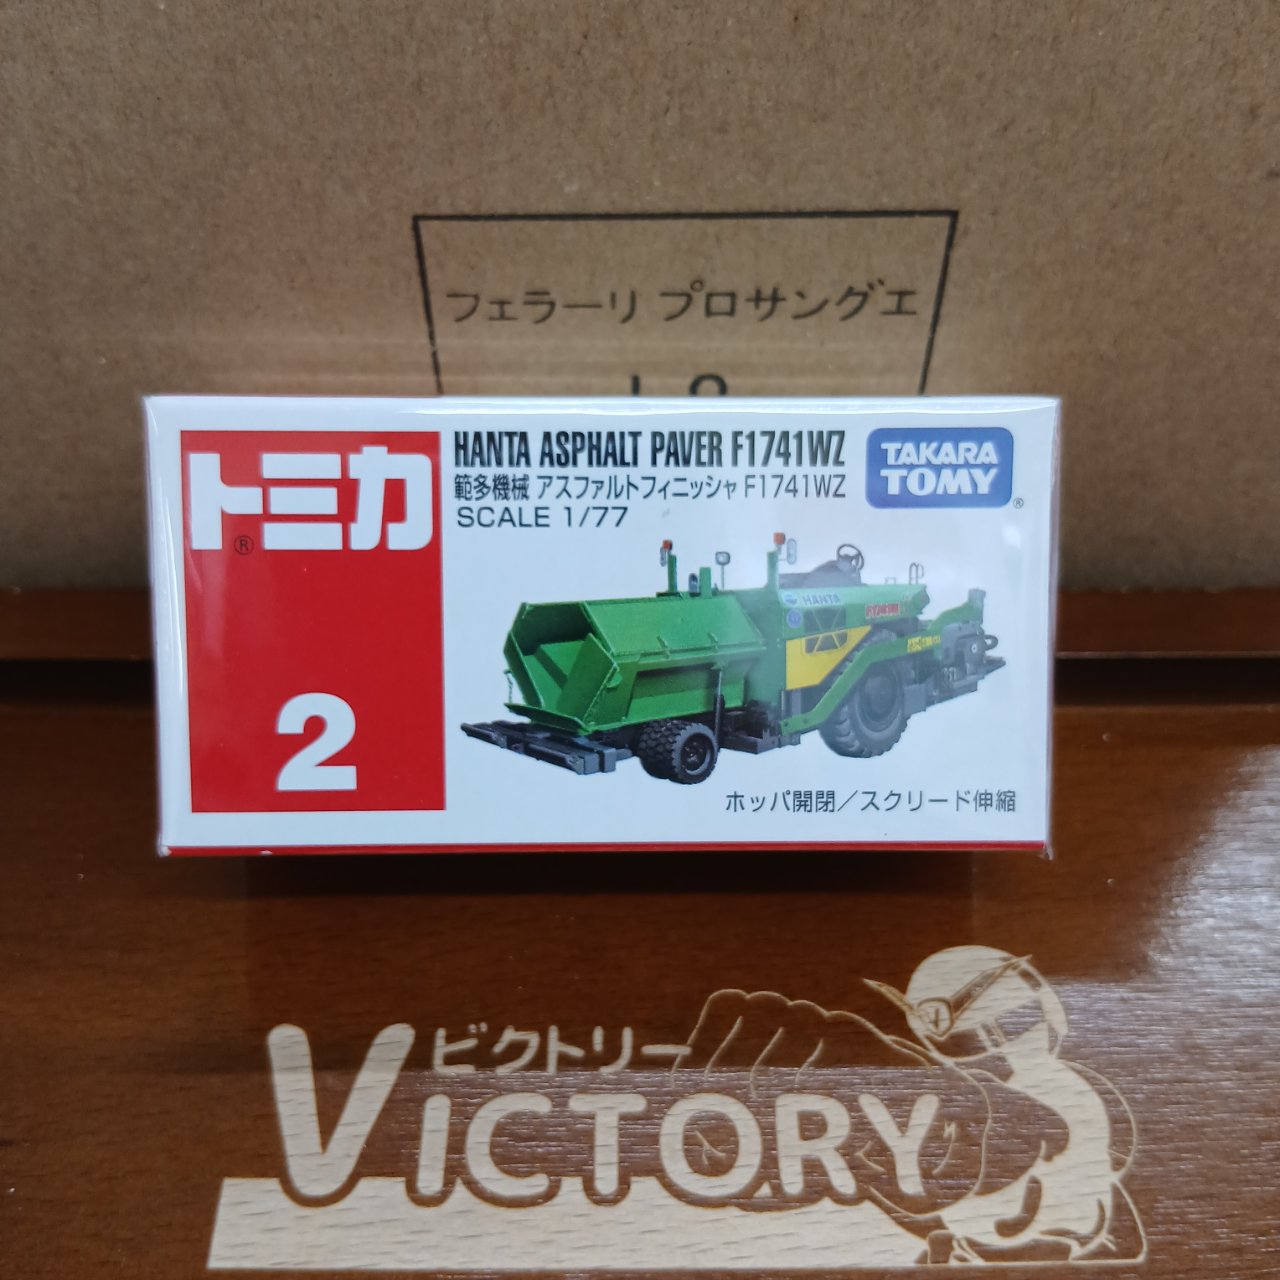 フェラーリ プロサングエ
トミカ
®
2
HANTA ASPHALT PAVER F1741WZ
範多機械 アスファルトフィニッシャ F1741WZ
SCALE 1/77
TAKARA
TOMY
®
HANTA
ホッパ開閉／スクリード伸縮
ビクトリー
VICTORY